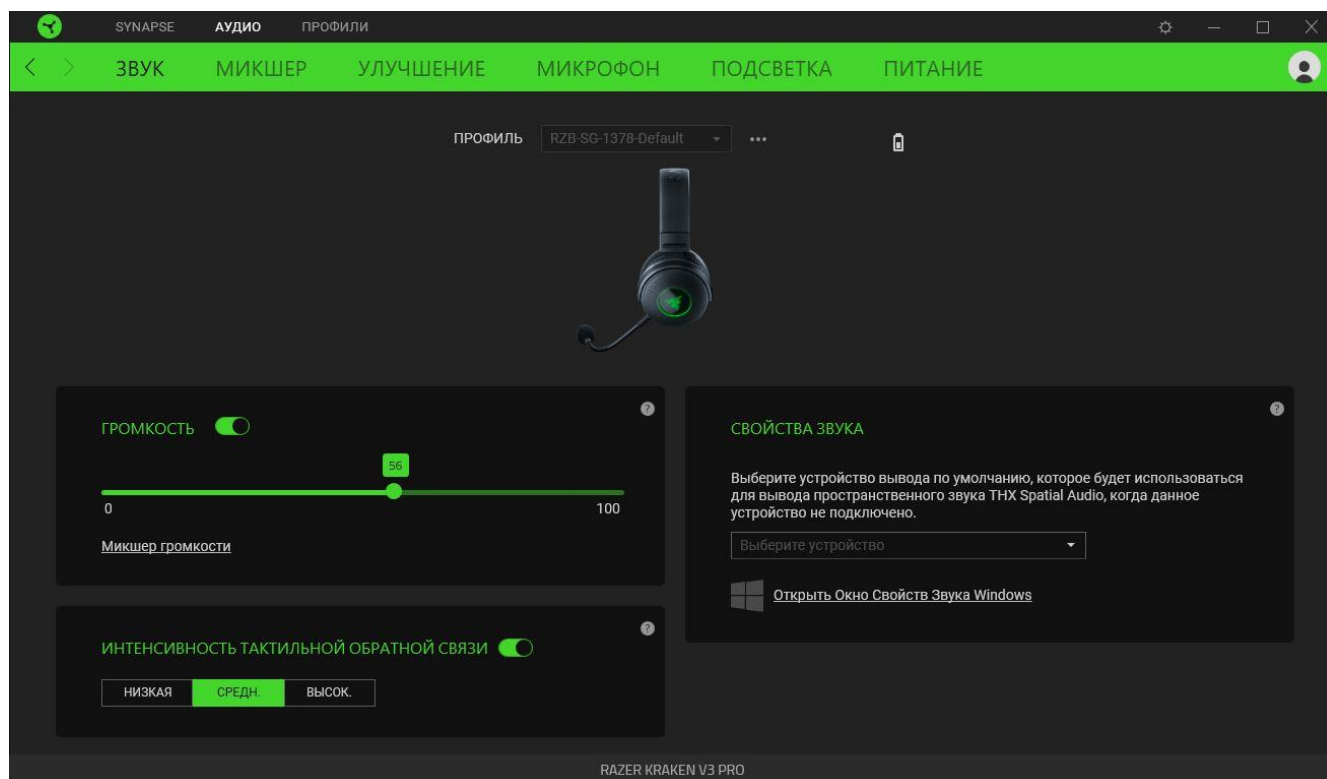 SYNAPSE АУДИО ПРОФИЛИ
ЗВУК МИКШЕР УЛУЧШЕНИЕ МИКРОФОН ПОДСВЕТКА ПИТАНИЕ
ПРОФИЛЬ RZB-SG-1378-Default
ГРОМКОСТЬ
56
0 100
Микшер громкости
СВОЙСТВА ЗВУКА
Выберите устройство вывода по умолчанию, которое будет использоваться
для вывода пространственного звука THX Spatial Audio, когда данное
устройство не подключено.
Выберите устройство
Открыть Окно Свойств Звука Windows
ИНТЕНСИВНОСТЬ ТАКТИЛЬНОЙ ОБРАТНОЙ СВЯЗИ
НИЗКАЯ СРЕДН. ВЫСОК.
RAZER KRAKEN V3 PRO